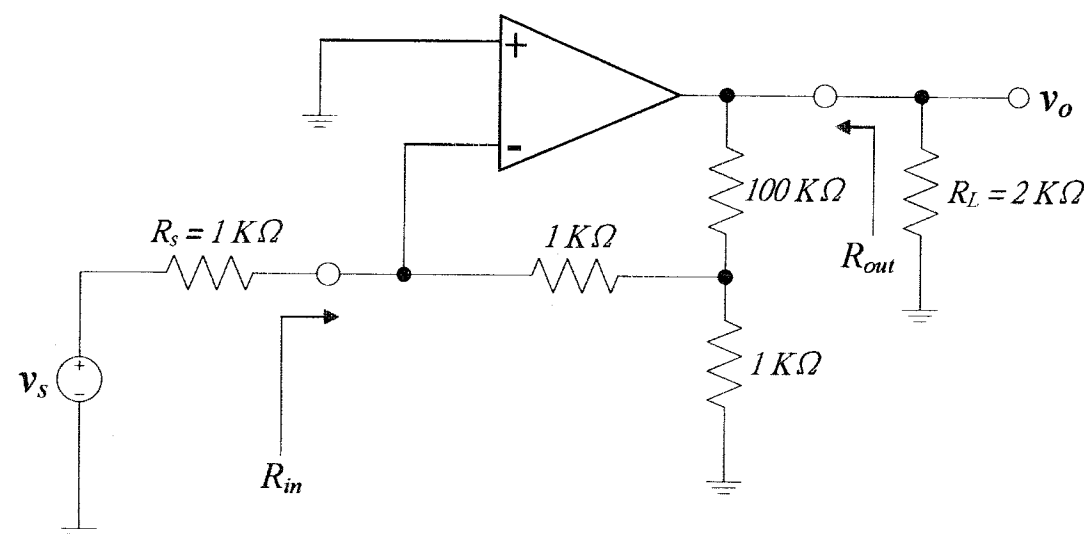 +
-
v_o
100 KΩ
R_L = 2 KΩ
R_s = 1 KΩ
1 KΩ
R_out
+
-
v_s
1 KΩ
R_in